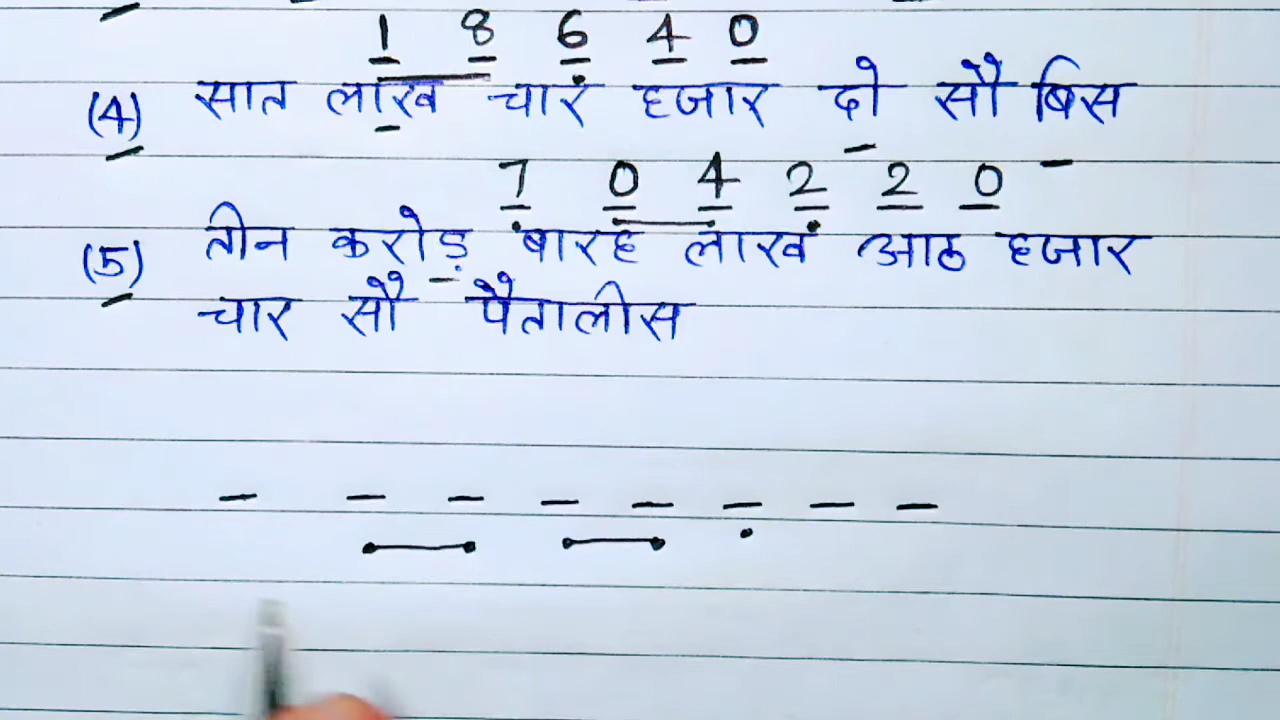 1 8 6 4 0
(4) सात लाख चार हजार दो सौ बिस
7 0 4 2 2 0
(5) तीन करोड़ बारह लाख आठ हजार
चार सौ पैतालीस